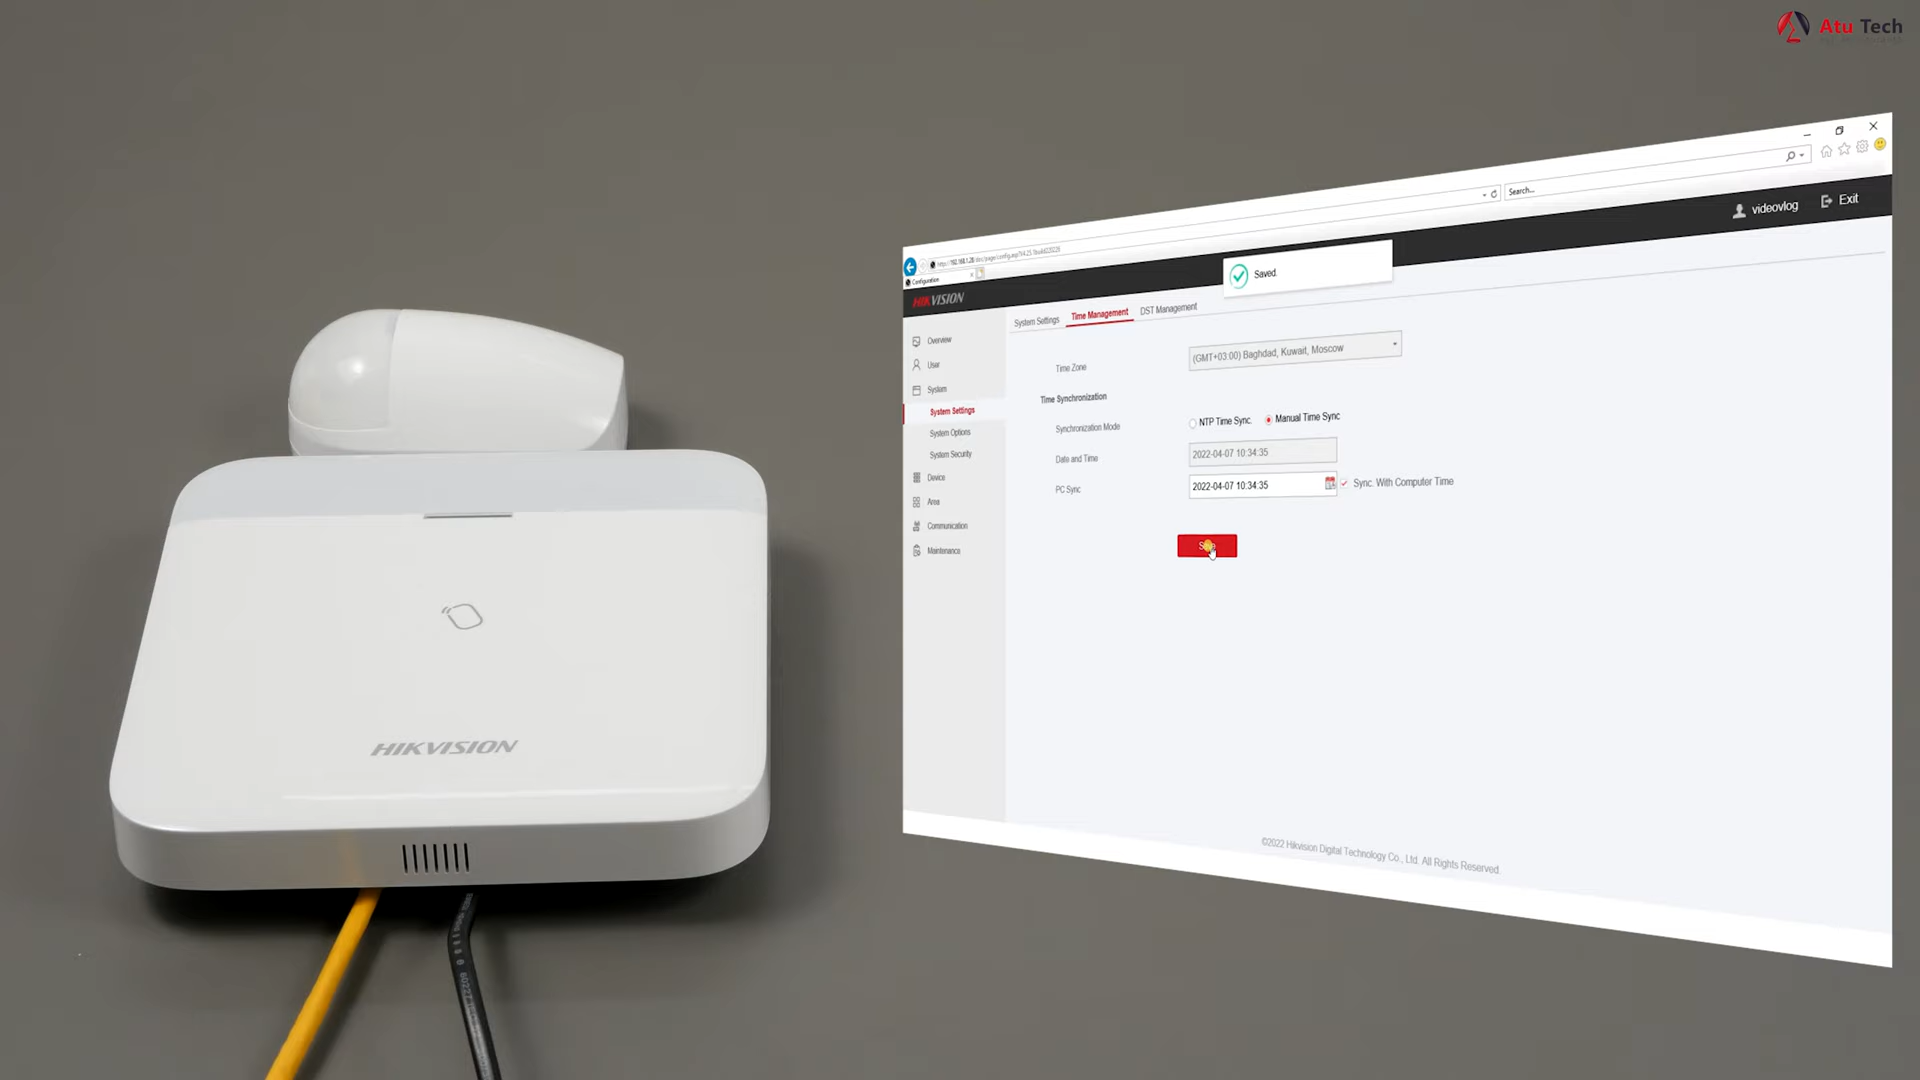 Atu Tech
Search...
videovlog
Exit
Configuration
HIKVISION
Saved.
System Settings
Time Management
DST Management
Overview
User
System
System Settings
System Options
System Security
Device
Area
Communication
Maintenance
Time Zone
(GMT+03:00) Baghdad, Kuwait, Moscow
Time Synchronization
Synchronization Mode
NTP Time Sync.
Manual Time Sync
Date and Time
2022-04-07 10:34:35
PC Sync
2022-04-07 10:34:35
Sync. With Computer Time
©2022 Hikvision Digital Technology Co., Ltd. All Rights Reserved.
HIKVISION